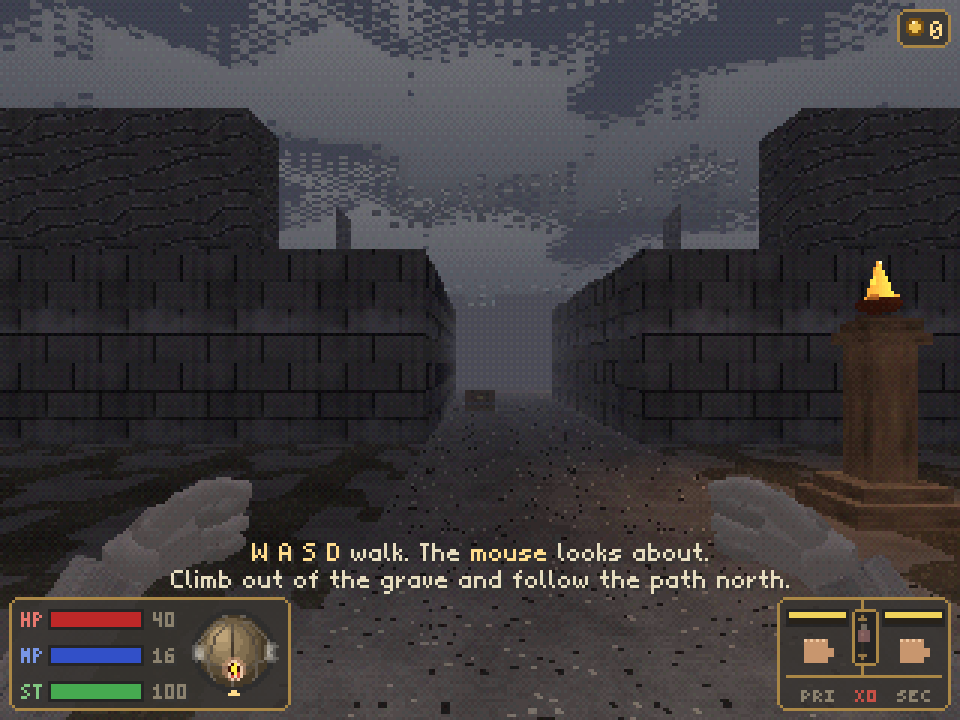 0
W A S D walk. The mouse looks about.
Climb out of the grave and follow the path north.
HP 40
MP 16
ST 100
PRI X0 SEC